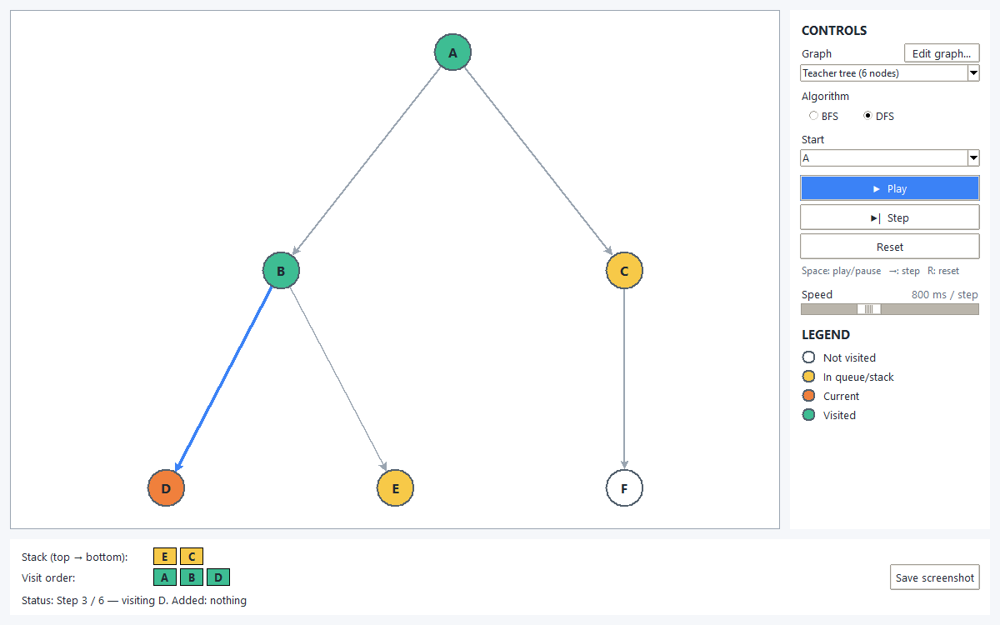 A
B
C
D
E
F
CONTROLS
Graph
Edit graph...
Teacher tree (6 nodes)
Algorithm
BFS
DFS
Start
A
► Play
►| Step
Reset
Space: play/pause →: step R: reset
Speed 800 ms / step
LEGEND
Not visited
In queue/stack
Current
Visited
Stack (top → bottom): E C
Visit order: A B D
Status: Step 3 / 6 — visiting D. Added: nothing
Save screenshot